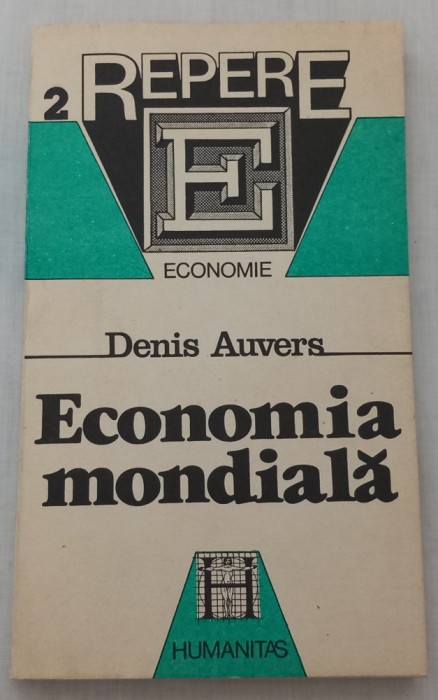 2 REPERE
E
ECONOMIE
Denis Auvers
Economia
mondială
H
HUMANITAS